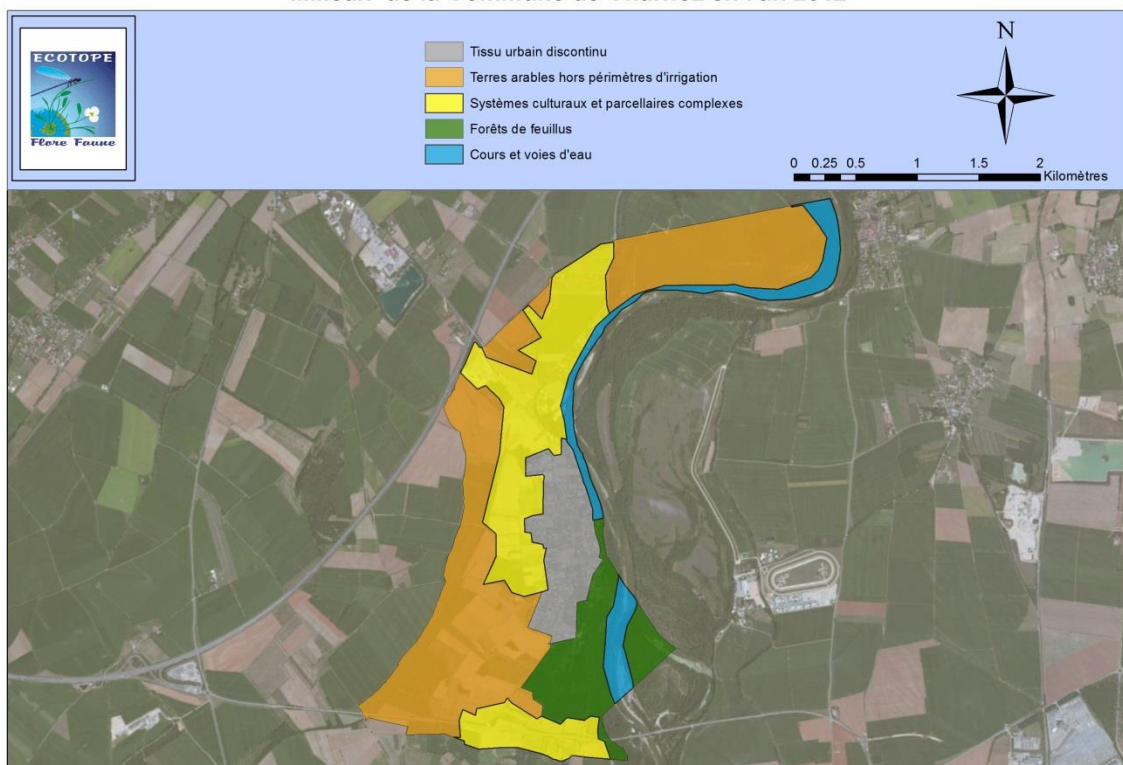 ECOTOPE
Flore Faune
Tissu urbain discontinu
Terres arables hors périmètres d'irrigation
Systèmes culturaux et parcellaires complexes
Forêts de feuillus
Cours et voies d'eau
N
0 0.25 0.5 1 1.5 2
Kilomètres